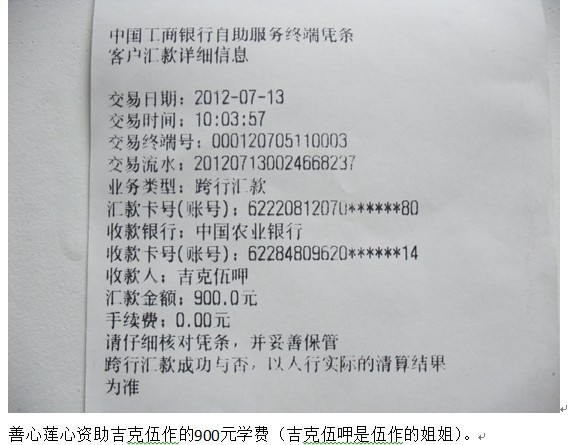 中国工商银行自助服务终端凭条
客户汇款详细信息
交易日期：2012-07-13
交易时间：10:03:57
交易终端号：000120705110003
交易流水：201207130024668237
业务类型：跨行汇款
汇款卡号(账号)：62220812070******80
收款银行：中国农业银行
收款卡号(账号)：62284809620******14
收款人：吉克伍呷
汇款金额：900.0元
手续费：0.00元
请仔细核对凭条，并妥善保管
跨行汇款成功与否，以人行实际的清算结果
为准
善心莲心资助吉克伍作的900元学费（吉克伍呷是伍作的姐姐）。